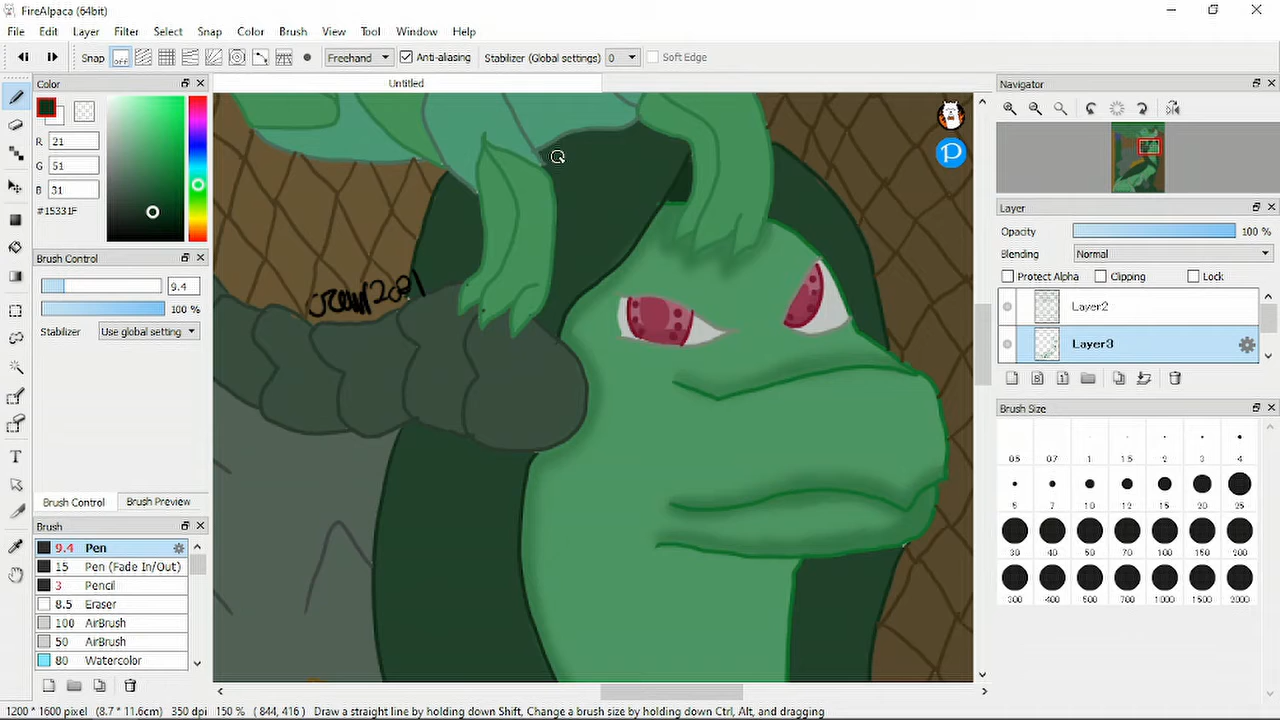 FireAlpaca (64bit)
File Edit Layer Filter Select Snap Color Brush View Tool Window Help
Snap off Freehand Anti-aliasing Stabilizer (Global settings) 0 Soft Edge
Color
R 21
G 51
B 31
#15331F
Brush Control
9.4
100 %
Stabilizer Use global setting
Brush Control Brush Preview
Brush
9.4 Pen
15 Pen (Fade In/Out)
3 Pencil
8.5 Eraser
100 AirBrush
50 AirBrush
80 Watercolor
Untitled
Navigator
Layer
Opacity 100 %
Blending Normal
Protect Alpha Clipping Lock
Layer2
Layer3
Brush Size
0.5 0.7 1 1.5 2 3 4
5 7 10 12 15 20 25
30 40 50 70 100 150 200
300 400 500 700 1000 1500 2000
1200 * 1600 pixel (8.7 * 11.6cm) 350 dpi 150 % ( 844, 416 ) Draw a straight line by holding down Shift, Change a brush size by holding down Ctrl, Alt, and dragging